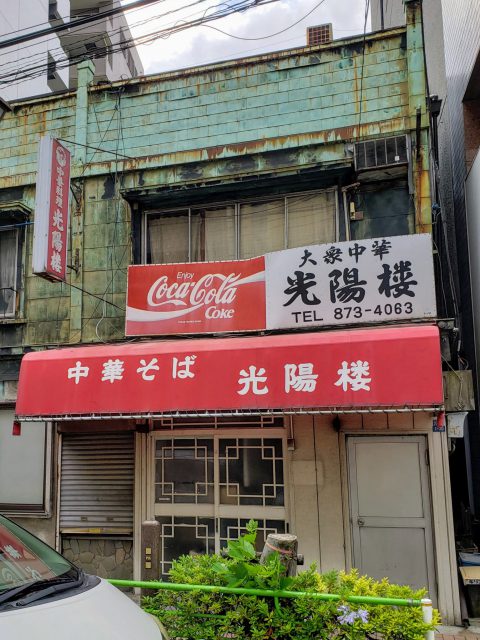 中華料理
光陽楼
Enjoy
Coca-Cola
Coke
大衆中華
光陽楼
TEL 873-4063
中華そば 光陽楼